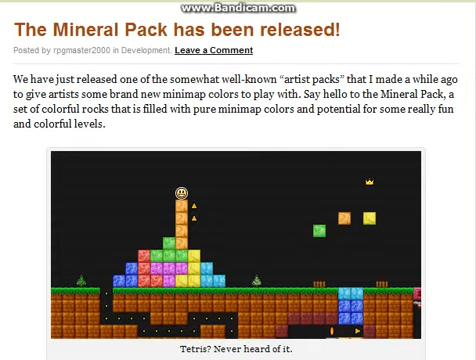 www.Bandicam.com
The Mineral Pack has been released!
Posted by rpgmaster2000 in Development. Leave a Comment
We have just released one of the somewhat well-known “artist packs” that I made a while ago
to give artists some brand new minimap colors to play with. Say hello to the Mineral Pack, a
set of colorful rocks that is filled with pure minimap colors and potential for some really fun
and colorful levels.
Tetris? Never heard of it.